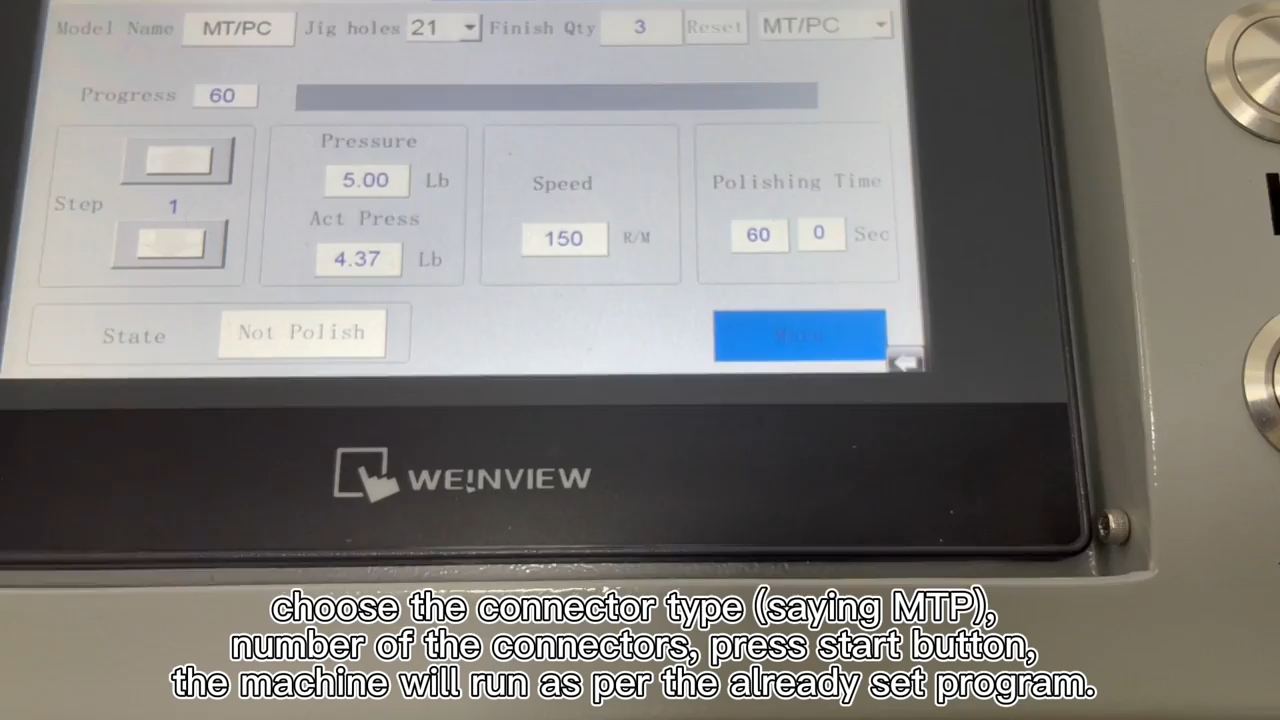 Model Name MT/PC Jig holes 21 Finish Qty 3 Reset MT/PC
Progress 60
Pressure
5.00 Lb
Step 1
Act Press
4.37 Lb
Speed
150 R/M
Polishing Time
60 0 Sec
State Not Polish
WEINVIEW
choose the connector type (saying MTP),
number of the connectors, press start button,
the machine will run as per the already set program.